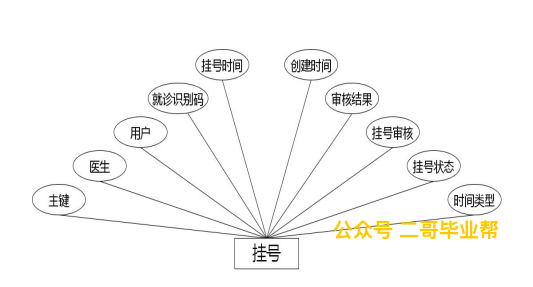 挂号时间
创建时间
就诊识别码
审核结果
用户
挂号审核
医生
挂号状态
主键
时间类型
公众号 二哥毕业帮
挂号